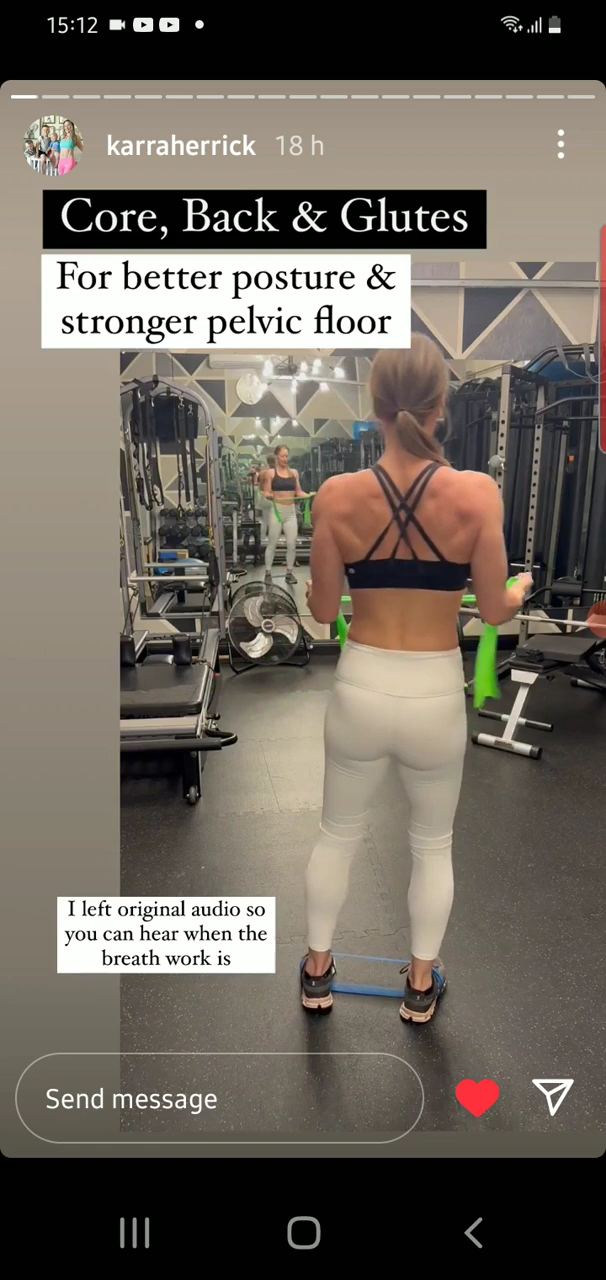 15:12
karraherrick 18 h
Core, Back & Glutes
For better posture &
stronger pelvic floor
I left original audio so
you can hear when the
breath work is
Send message